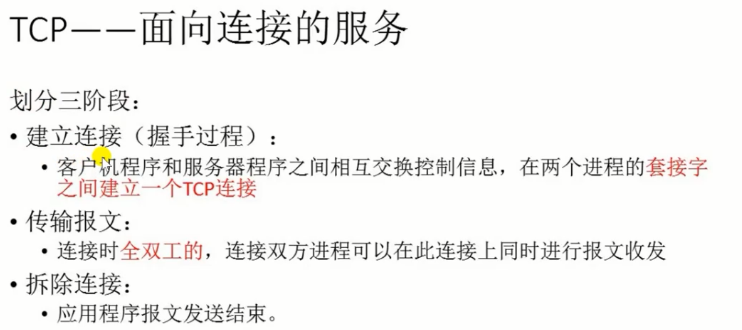 TCP——面向连接的服务
划分三阶段：
• 建立连接（握手过程）：
• 客户机程序和服务器程序之间相互交换控制信息，在两个进程的套接字
之间建立一个TCP连接
• 传输报文：
• 连接时全双工的，连接双方进程可以在此连接上同时进行报文收发
• 拆除连接：
• 应用程序报文发送结束。